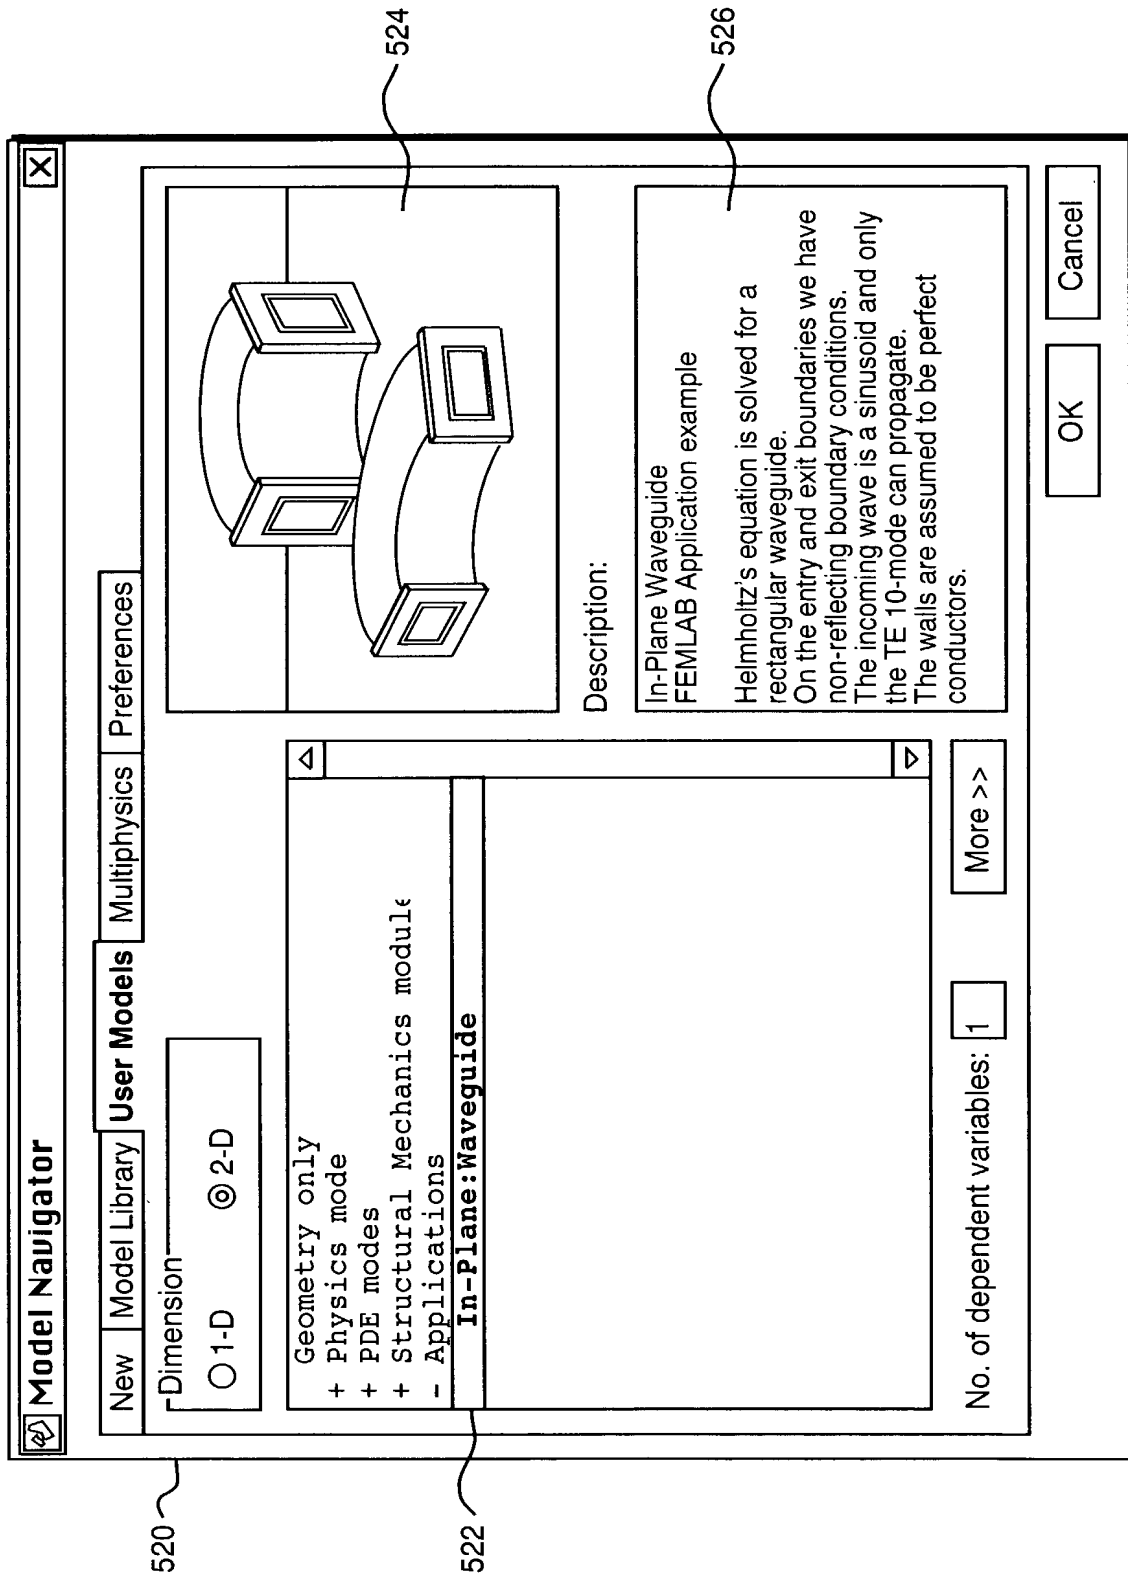 Model Navigator
New
Model Library
User Models
Multiphysics
Preferences
Dimension
1-D
2-D
Geometry only
+ Physics mode
+ PDE modes
+ Structural Mechanics module
- Applications
In-Plane:Waveguide
No. of dependent variables: 1
More >>
Description:
In-Plane Waveguide
FEMLAB Application example
Helmholtz's equation is solved for a
rectangular waveguide.
On the entry and exit boundaries we have
non-reflecting boundary conditions.
The incoming wave is a sinusoid and only
the TE 10-mode can propagate.
The walls are assumed to be perfect
conductors.
OK
Cancel
520
522
524
526